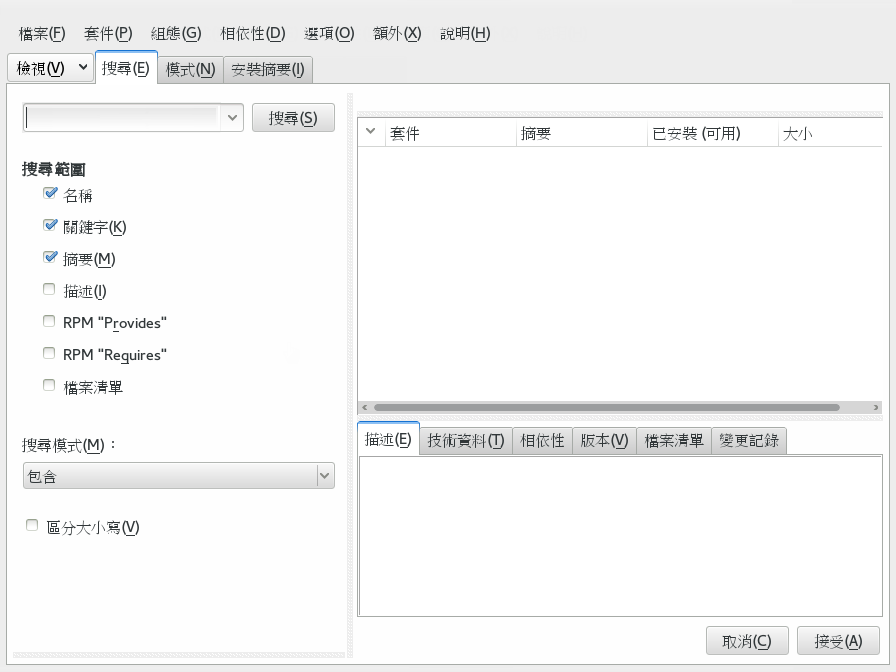 檔案(F) 套件(P) 組態(G) 相依性(D) 選項(O) 額外(X) 說明(H)
檢視(V) 搜尋(E) 模式(N) 安裝摘要(I)
搜尋(S)
搜尋範圍
名稱
關鍵字(K)
摘要(M)
描述(I)
RPM "Provides"
RPM "Requires"
檔案清單
搜尋模式(M)：
包含
區分大小寫(V)
套件 摘要 已安裝 (可用) 大小
描述(E) 技術資料(T) 相依性 版本(V) 檔案清單 變更記錄
取消(C) 接受(A)